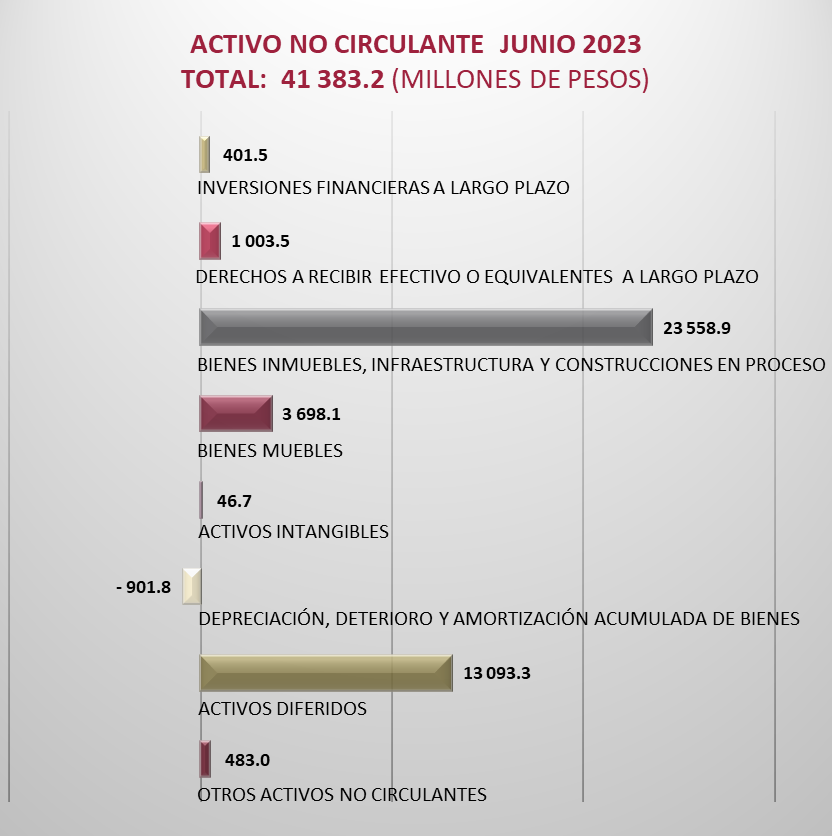 ACTIVO NO CIRCULANTE JUNIO 2023
TOTAL: 41 383.2 (MILLONES DE PESOS)
401.5
INVERSIONES FINANCIERAS A LARGO PLAZO
1 003.5
DERECHOS A RECIBIR EFECTIVO O EQUIVALENTES A LARGO PLAZO
23 558.9
BIENES INMUEBLES, INFRAESTRUCTURA Y CONSTRUCCIONES EN PROCESO
3 698.1
BIENES MUEBLES
46.7
ACTIVOS INTANGIBLES
- 901.8
DEPRECIACIÓN, DETERIORO Y AMORTIZACIÓN ACUMULADA DE BIENES
13 093.3
ACTIVOS DIFERIDOS
483.0
OTROS ACTIVOS NO CIRCULANTES